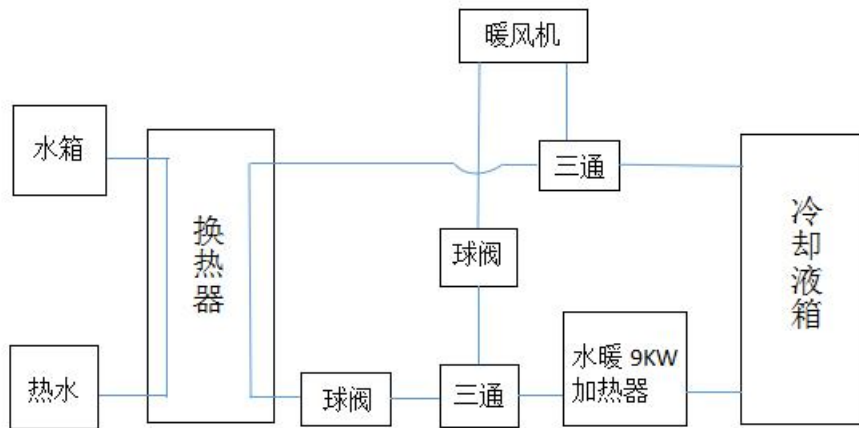 暖风机
水箱
三通
换
热
器
冷
却
液
箱
球阀
水暖 9KW
加热器
热水
球阀
三通